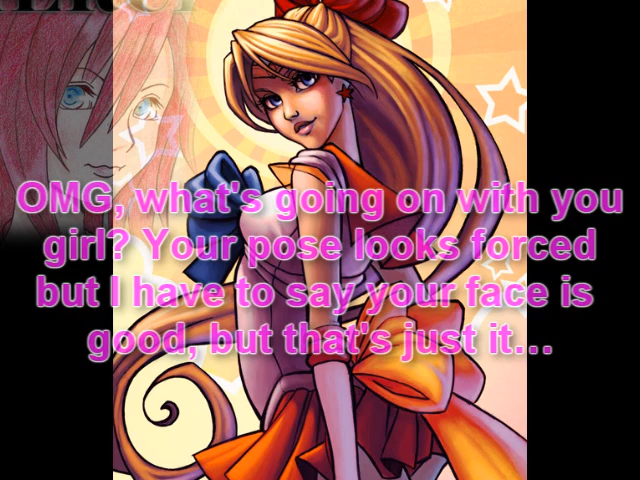 OMG, what's going on with you
girl? Your pose looks forced
but I have to say your face is
good, but that's just it...